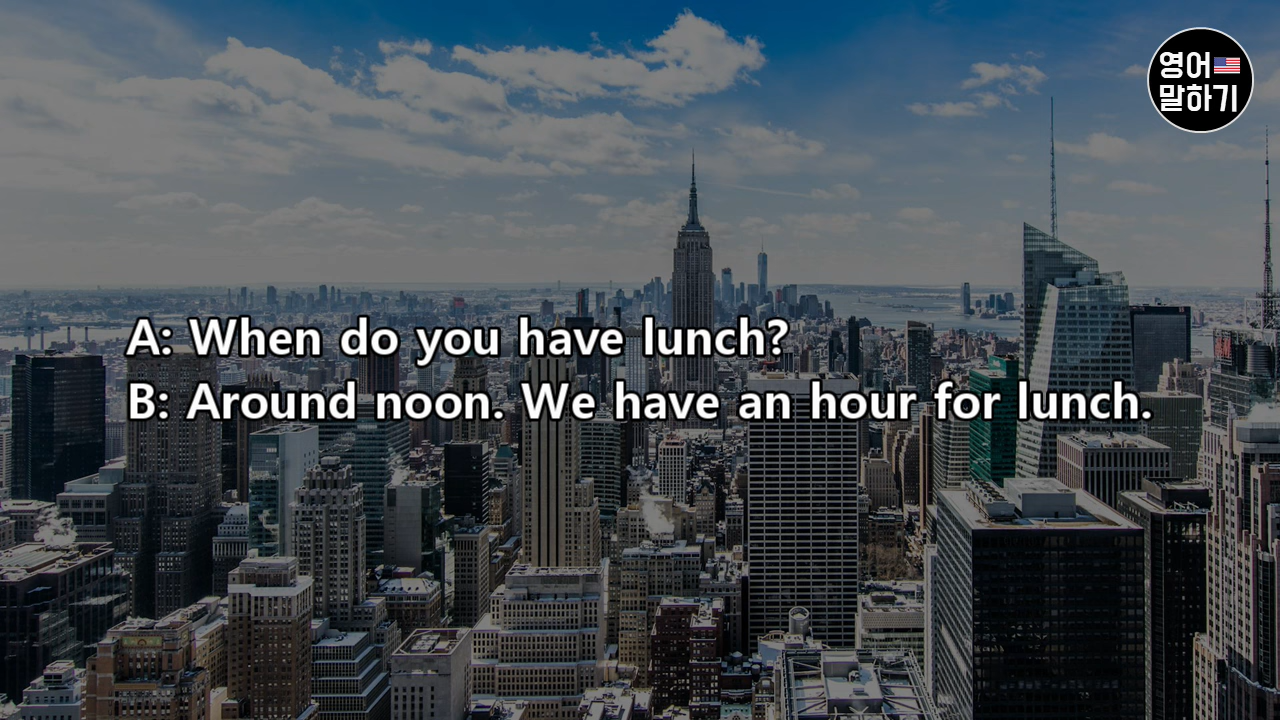 영어
말하기
A: When do you have lunch?
B: Around noon. We have an hour for lunch.